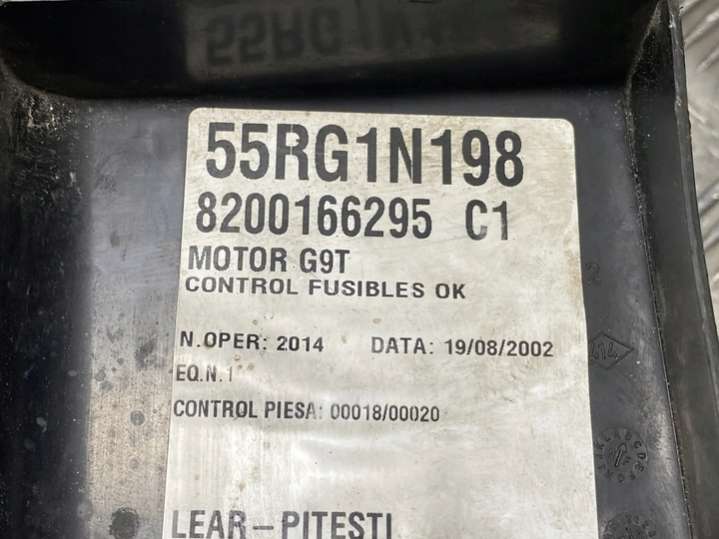 55RG1N198
8200166295 C1
MOTOR G9T
CONTROL FUSIBLES OK
N.OPER: 2014 DATA: 19/08/2002
EQ.N.1
CONTROL PIESA: 00018/00020
LEAR-PITESTI